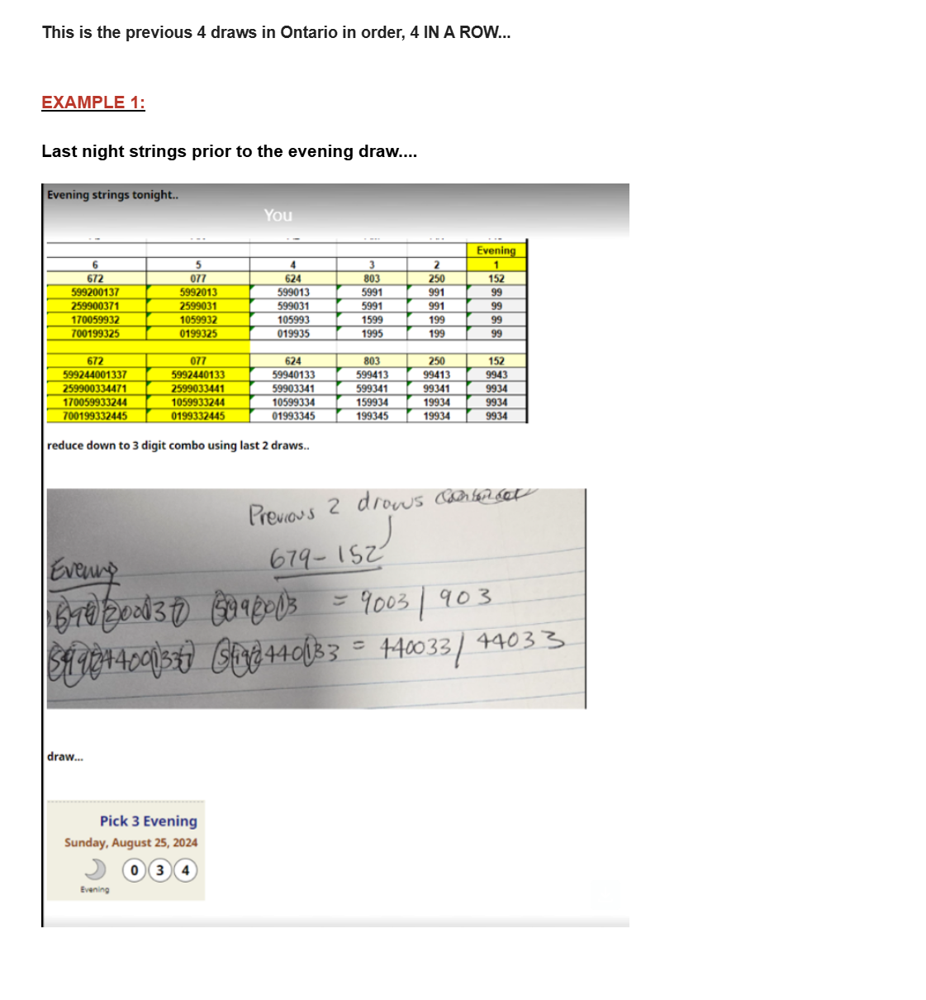 This is the previous 4 draws in Ontario in order, 4 IN A ROW...
EXAMPLE 1:
Last night strings prior to the evening draw....
Evening strings tonight..
You
Evening
6 5 4 3 2 1
672 077 624 803 250 152
599200137 5992013 599013 5991 991 99
259900371 2599031 599031 5991 991 99
170059932 1059932 105993 1599 199 99
700199325 0199325 019935 1995 199 99
672 077 624 803 250 152
599244001337 5992440133 59940133 599413 99413 9943
259900334471 2599033441 59903341 599341 99341 9934
170059933244 1059933244 10599334 159934 19934 9934
700199332445 0199332445 01993345 199345 19934 9934
reduce down to 3 digit combo using last 2 draws..
Previous 2 draws
679-152
Evening
599200137 5992013 = 9003 | 903
599244001337 5992440133 = 440033 / 44033
draw...
Pick 3 Evening
Sunday, August 25, 2024
0 3 4
Evening